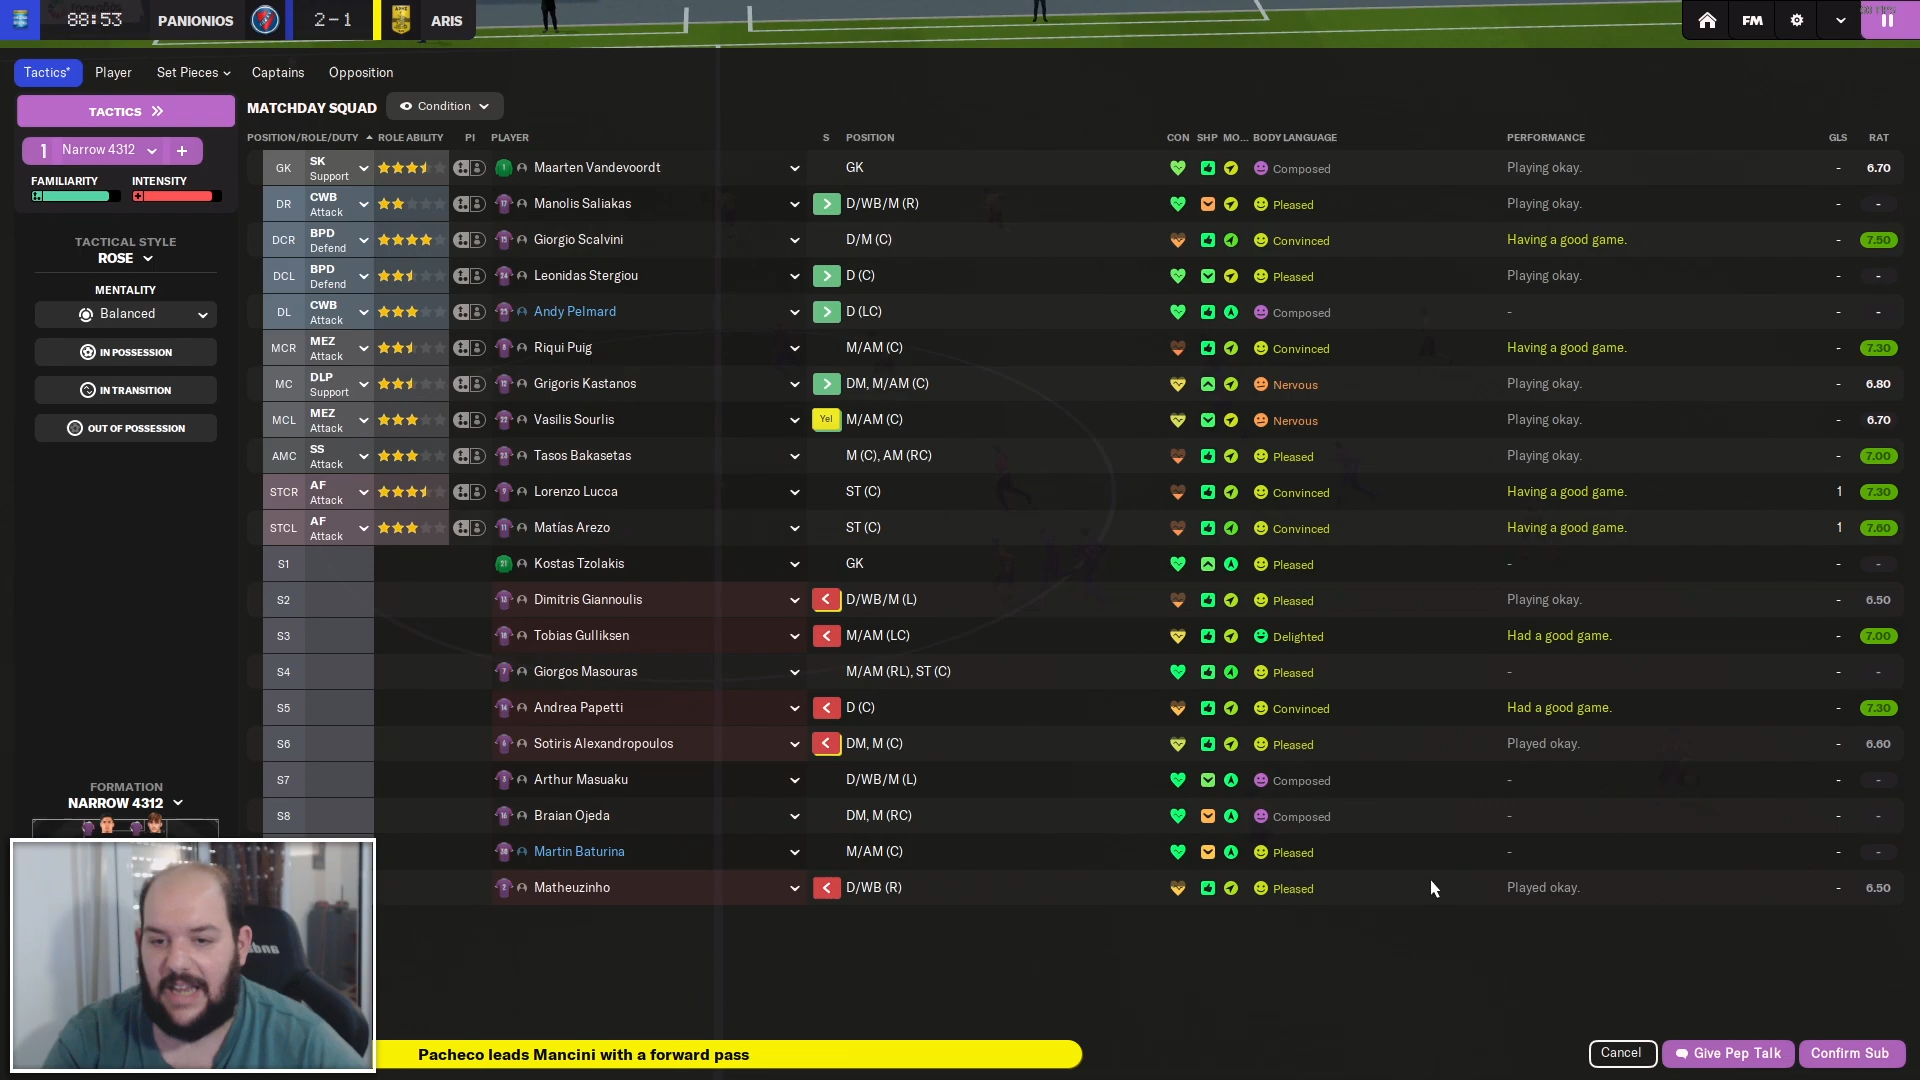 88:53 PANIONIOS 2 - 1 ARIS FM
Tactics* Player Set Pieces Captains Opposition
TACTICS
1 Narrow 4312 +
FAMILIARITY INTENSITY
TACTICAL STYLE
ROSE
MENTALITY
Balanced
IN POSSESSION
IN TRANSITION
OUT OF POSSESSION
FORMATION
NARROW 4312
MATCHDAY SQUAD Condition
POSITION/ROLE/DUTY ROLE ABILITY PI PLAYER S POSITION CON SHP MO... BODY LANGUAGE PERFORMANCE GLS RAT
GK SK Support Maarten Vandevoordt GK Composed Playing okay. - 6.70
DR CWB Attack Manolis Saliakas D/WB/M (R) Pleased Playing okay. - -
DCR BPD Defend Giorgio Scalvini D/M (C) Convinced Having a good game. - 7.50
DCL BPD Defend Leonidas Stergiou D (C) Pleased Playing okay. - -
DL CWB Attack Andy Pelmard D (LC) Composed - - -
MCR MEZ Attack Riqui Puig M/AM (C) Convinced Having a good game. - 7.30
MC DLP Support Grigoris Kastanos DM, M/AM (C) Nervous Playing okay. - 6.80
MCL MEZ Attack Vasilis Sourlis Yel M/AM (C) Nervous Playing okay. - 6.70
AMC SS Attack Tasos Bakasetas M (C), AM (RC) Pleased Playing okay. - 7.00
STCR AF Attack Lorenzo Lucca ST (C) Convinced Having a good game. 1 7.30
STCL AF Attack Matías Arezo ST (C) Convinced Having a good game. 1 7.60
S1 Kostas Tzolakis GK Pleased - - -
S2 Dimitris Giannoulis D/WB/M (L) Pleased Playing okay. - 6.50
S3 Tobias Gulliksen M/AM (LC) Delighted Had a good game. - 7.00
S4 Giorgos Masouras M/AM (RL), ST (C) Pleased - - -
S5 Andrea Papetti D (C) Convinced Had a good game. - 7.30
S6 Sotiris Alexandropoulos DM, M (C) Pleased Played okay. - 6.60
S7 Arthur Masuaku D/WB/M (L) Composed - - -
S8 Braian Ojeda DM, M (RC) Composed - - -
Martin Baturina M/AM (C) Pleased - - -
Matheuzinho D/WB (R) Pleased Played okay. - 6.50
Pacheco leads Mancini with a forward pass
Cancel Give Pep Talk Confirm Sub